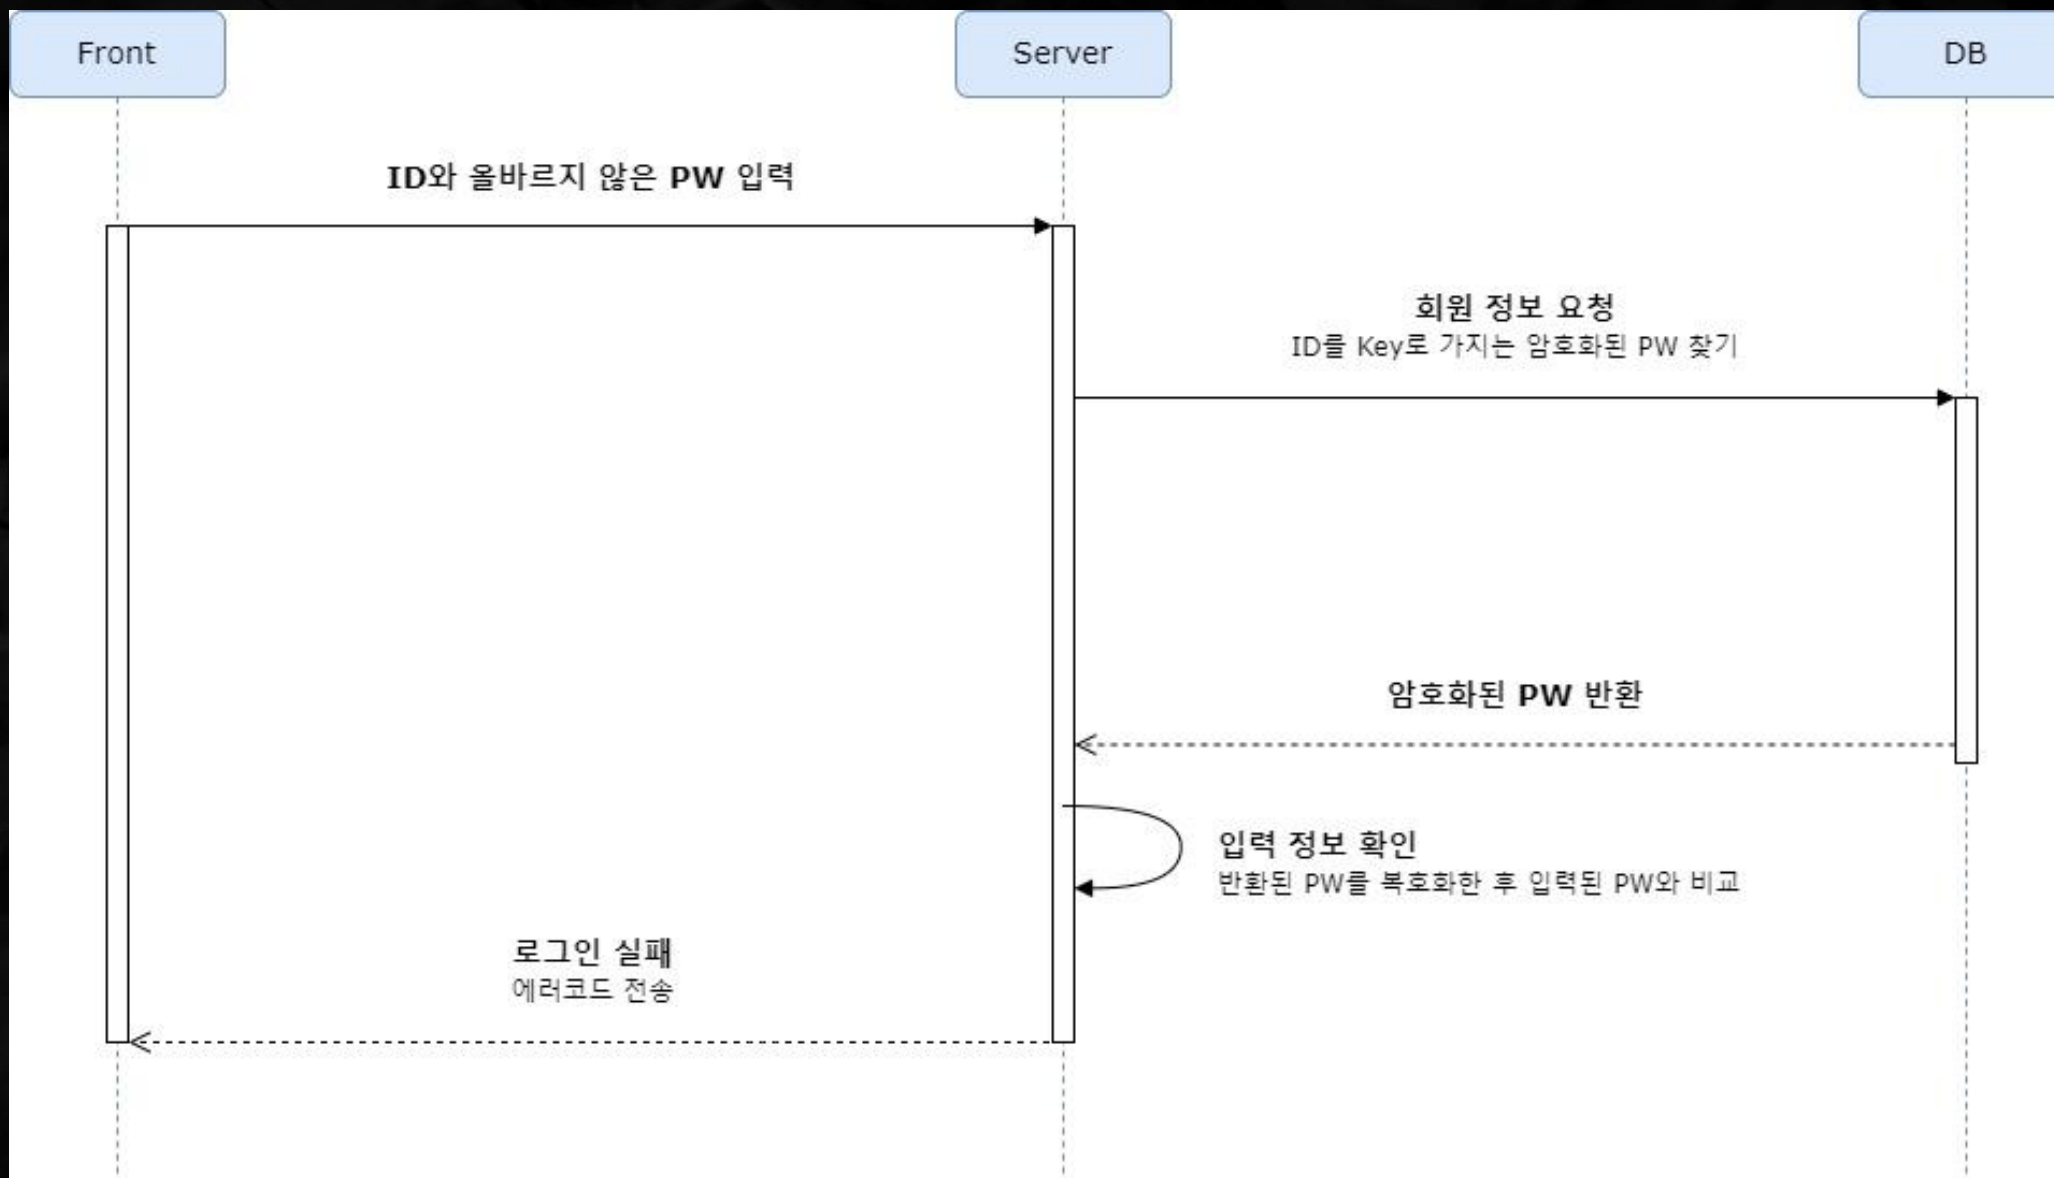 Front
Server
DB
ID와 올바르지 않은 PW 입력
회원 정보 요청
ID를 Key로 가지는 암호화된 PW 찾기
암호화된 PW 반환
입력 정보 확인
반환된 PW를 복호화한 후 입력된 PW와 비교
로그인 실패
에러코드 전송